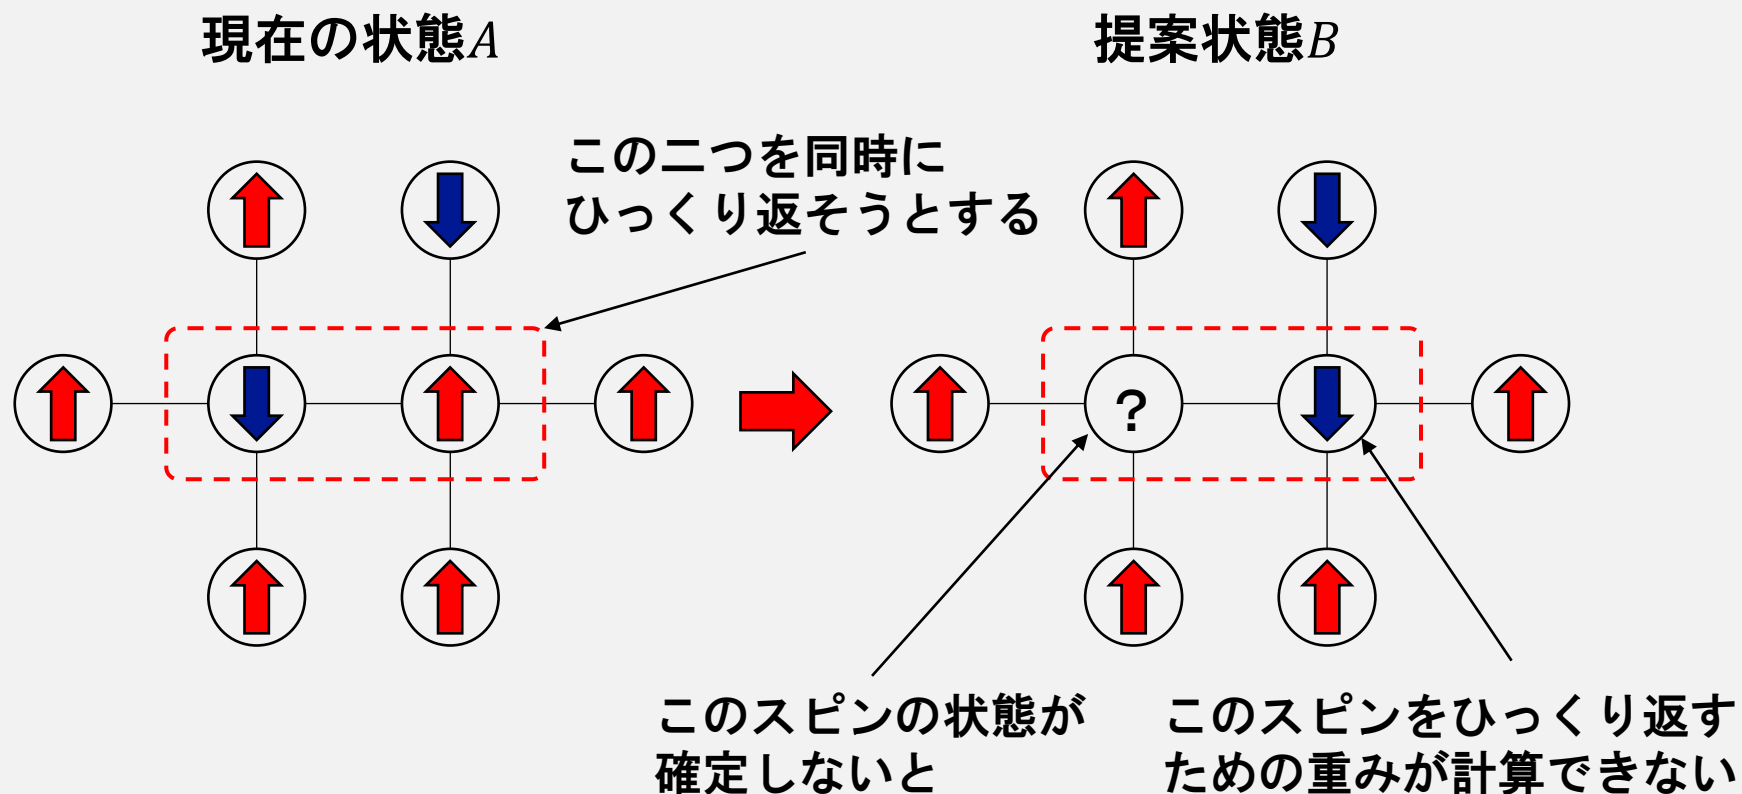 現在の状態A
提案状態B
この二つを同時に
ひっくり返そうとする
?
このスピンの状態が
確定しないと
このスピンをひっくり返す
ための重みが計算できない